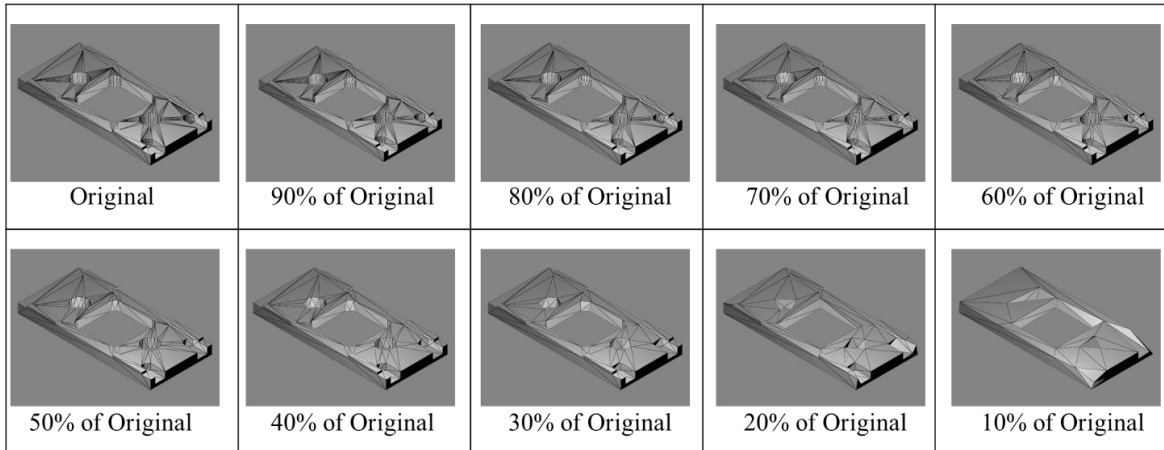 Original
90% of Original
80% of Original
70% of Original
60% of Original
50% of Original
40% of Original
30% of Original
20% of Original
10% of Original